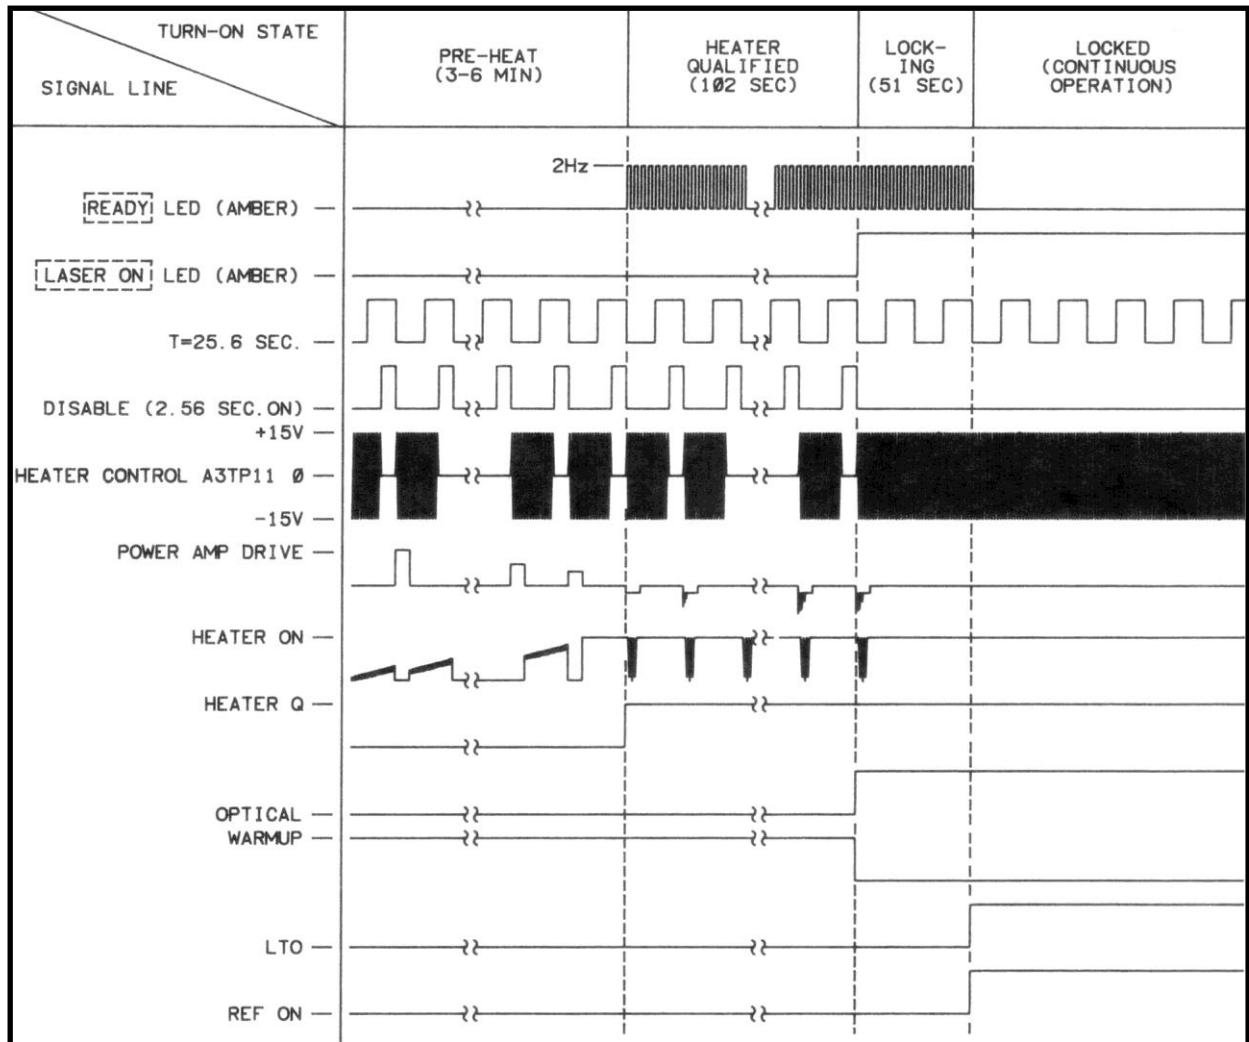 TURN-ON STATE
SIGNAL LINE
PRE-HEAT
(3-6 MIN)
HEATER
QUALIFIED
(102 SEC)
LOCK-
ING
(51 SEC)
LOCKED
(CONTINUOUS
OPERATION)
2Hz
READY LED (AMBER)
LASER ON LED (AMBER)
T=25.6 SEC.
DISABLE (2.56 SEC.ON)
+15V
HEATER CONTROL A3TP11 0
-15V
POWER AMP DRIVE
HEATER ON
HEATER Q
OPTICAL
WARMUP
LTO
REF ON